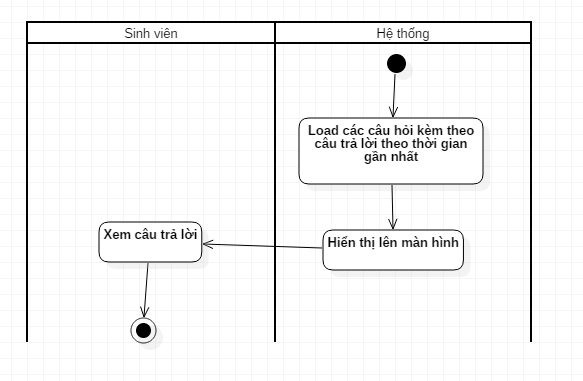 Sinh viên
Hệ thống
Load các câu hỏi kèm theo
câu trả lời theo thời gian
gần nhất
Xem câu trả lời
Hiển thị lên màn hình